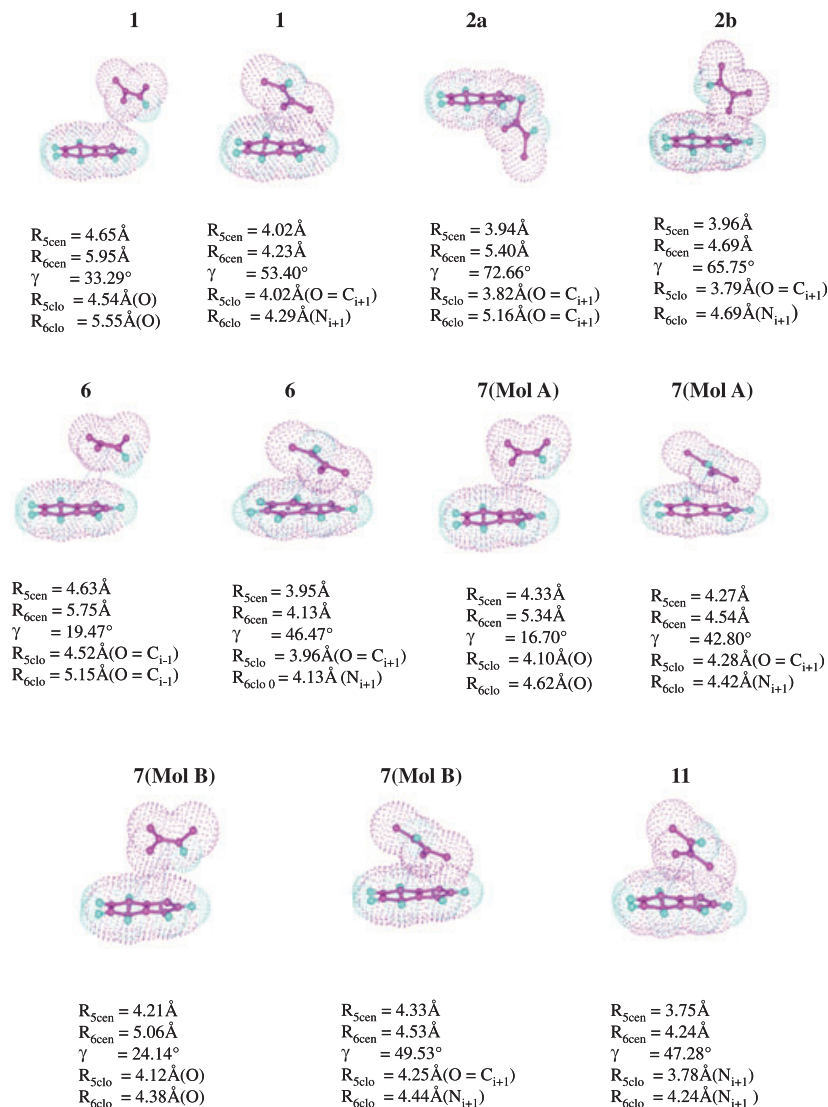 1
R5cen = 4.65Å
R6cen = 5.95Å
γ = 33.29°
R5clo = 4.54Å(O)
R6clo = 5.55Å(O)
1
R5cen = 4.02Å
R6cen = 4.23Å
γ = 53.40°
R5clo = 4.02Å(O = Ci+1)
R6clo = 4.29Å(Ni+1)
2a
R5cen = 3.94Å
R6cen = 5.40Å
γ = 72.66°
R5clo = 3.82Å(O = Ci+1)
R6clo = 5.16Å(O = Ci+1)
2b
R5cen = 3.96Å
R6cen = 4.69Å
γ = 65.75°
R5clo = 3.79Å(O = Ci+1)
R6clo = 4.69Å(Ni+1)
6
R5cen = 4.63Å
R6cen = 5.75Å
γ = 19.47°
R5clo = 4.52Å(O = Ci-1)
R6clo = 5.15Å(O = Ci-1)
6
R5cen = 3.95Å
R6cen = 4.13Å
γ = 46.47°
R5clo = 3.96Å(O = Ci+1)
R6clo 0 = 4.13Å (Ni+1)
7(Mol A)
R5cen = 4.33Å
R6cen = 5.34Å
γ = 16.70°
R5clo = 4.10Å(O)
R6clo = 4.62Å(O)
7(Mol A)
R5cen = 4.27Å
R6cen = 4.54Å
γ = 42.80°
R5clo = 4.28Å(O = Ci+1)
R6clo = 4.42Å(Ni+1)
7(Mol B)
R5cen = 4.21Å
R6cen = 5.06Å
γ = 24.14°
R5clo = 4.12Å(O)
R6clo = 4.38Å(O)
7(Mol B)
R5cen = 4.33Å
R6cen = 4.53Å
γ = 49.53°
R5clo = 4.25Å(O = Ci+1)
R6clo = 4.44Å(Ni+1)
11
R5cen = 3.75Å
R6cen = 4.24Å
γ = 47.28°
R5clo = 3.78Å(Ni+1)
R6clo = 4.24Å(Ni+1 )